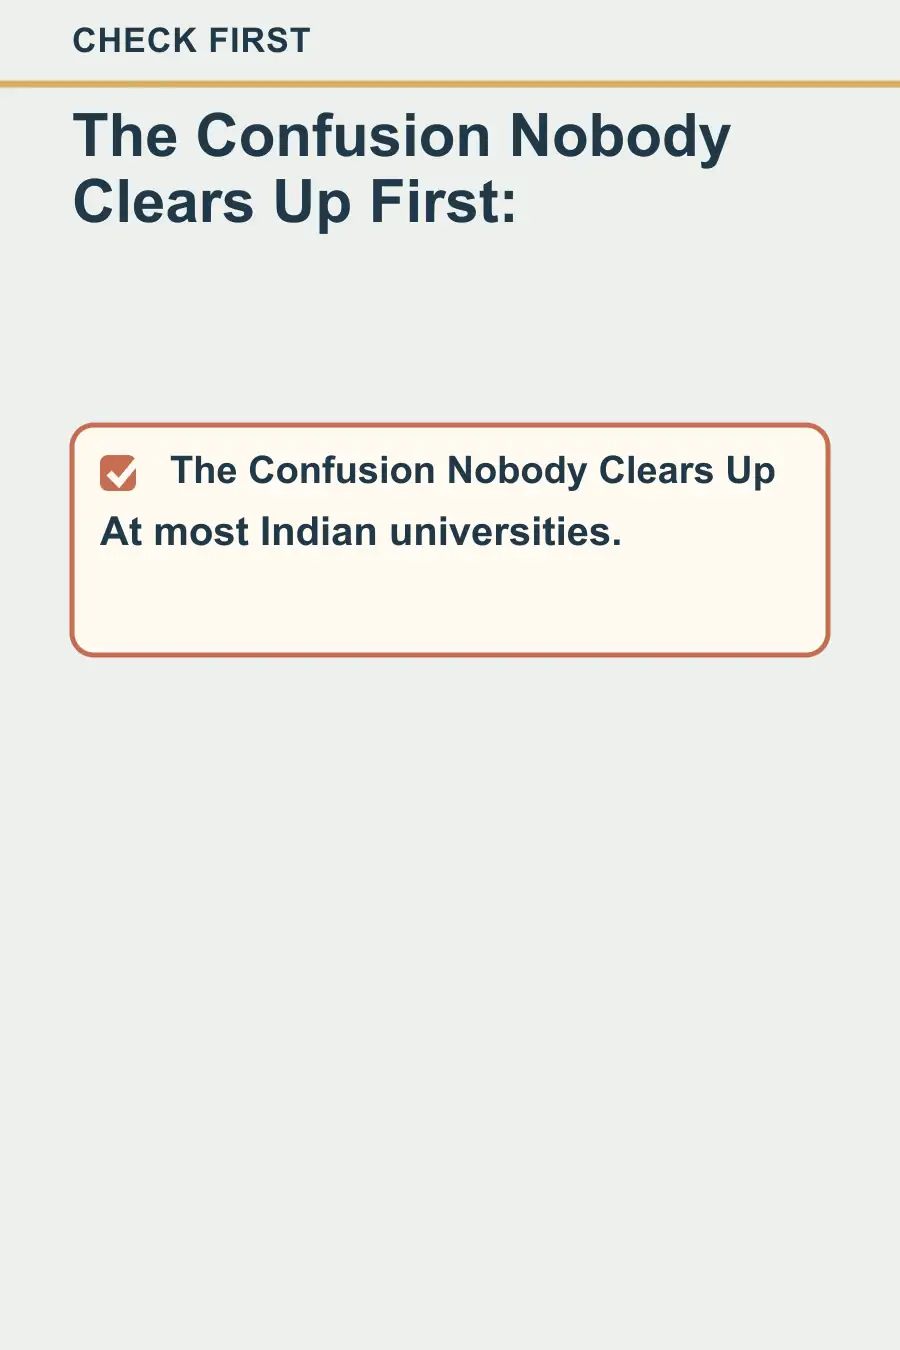 CHECK FIRST
The Confusion Nobody
Clears Up First:
The Confusion Nobody Clears Up
At most Indian universities.